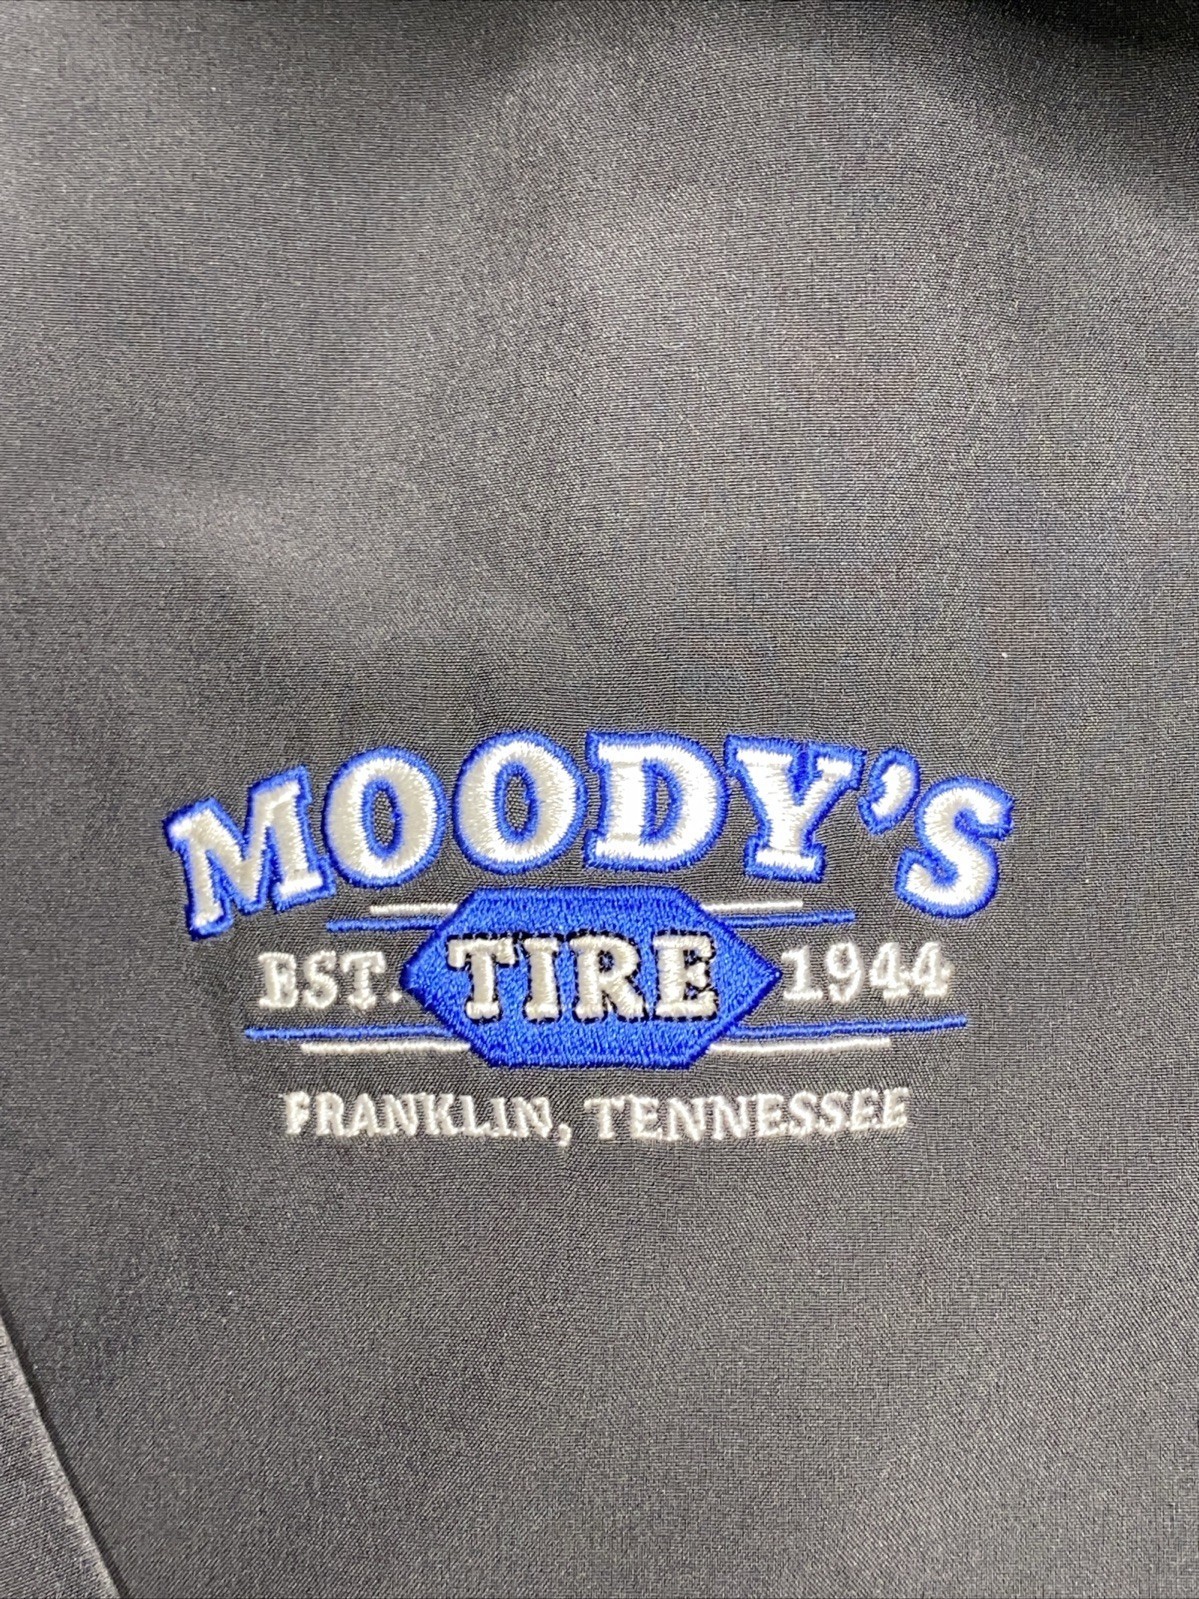 MOODY'S
EST. TIRE 1944
FRANKLIN, TENNESSEE